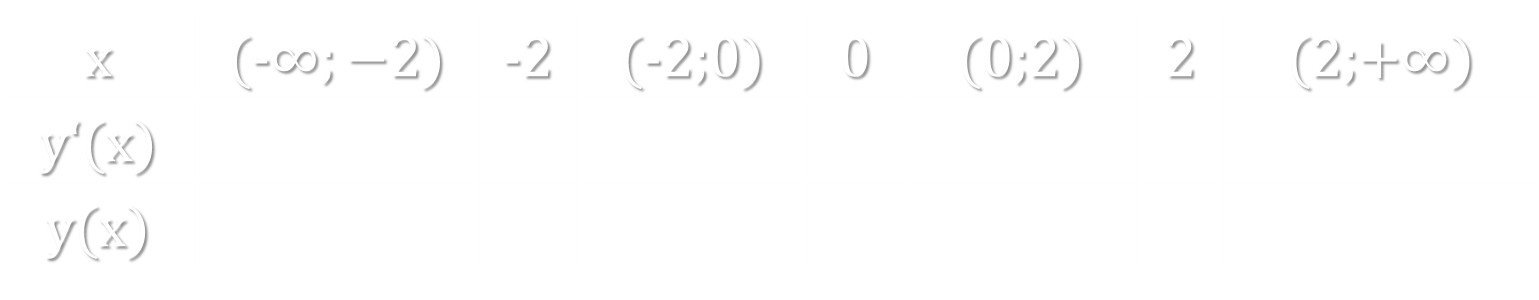 x (-∞; −2) -2 (-2;0) 0 (0;2) 2 (2;+∞)
y'(x)
y(x)